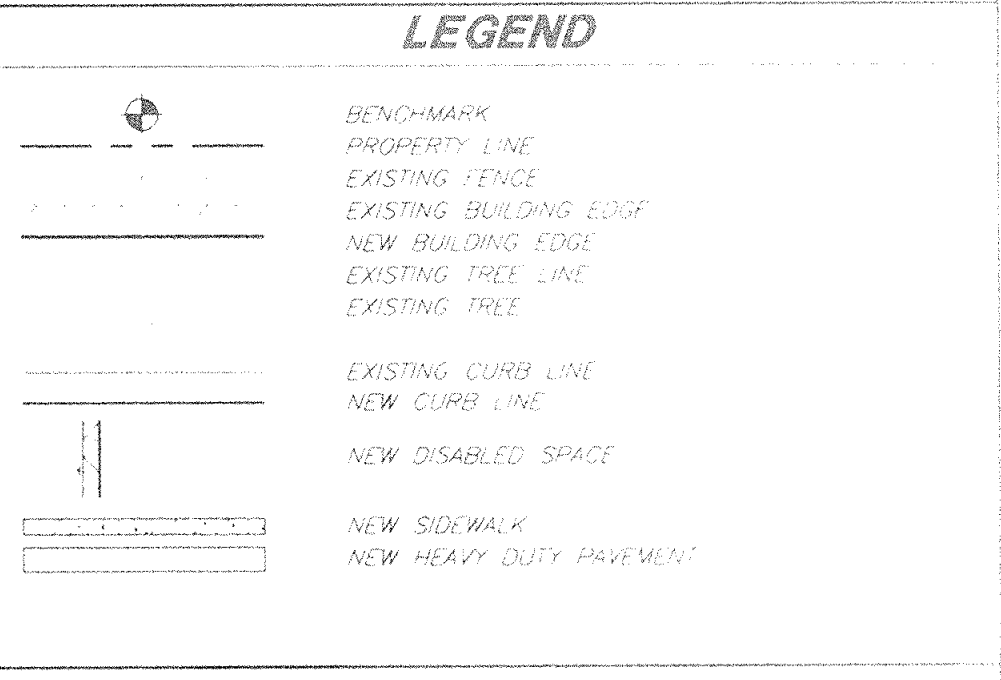 LEGEND
BENCHMARK
PROPERTY LINE
EXISTING FENCE
EXISTING BUILDING EDGE
NEW BUILDING EDGE
EXISTING TREE LINE
EXISTING TREE
EXISTING CURB LINE
NEW CURB LINE
NEW DISABLED SPACE
NEW SIDEWALK
NEW HEAVY DUTY PAVEMENT